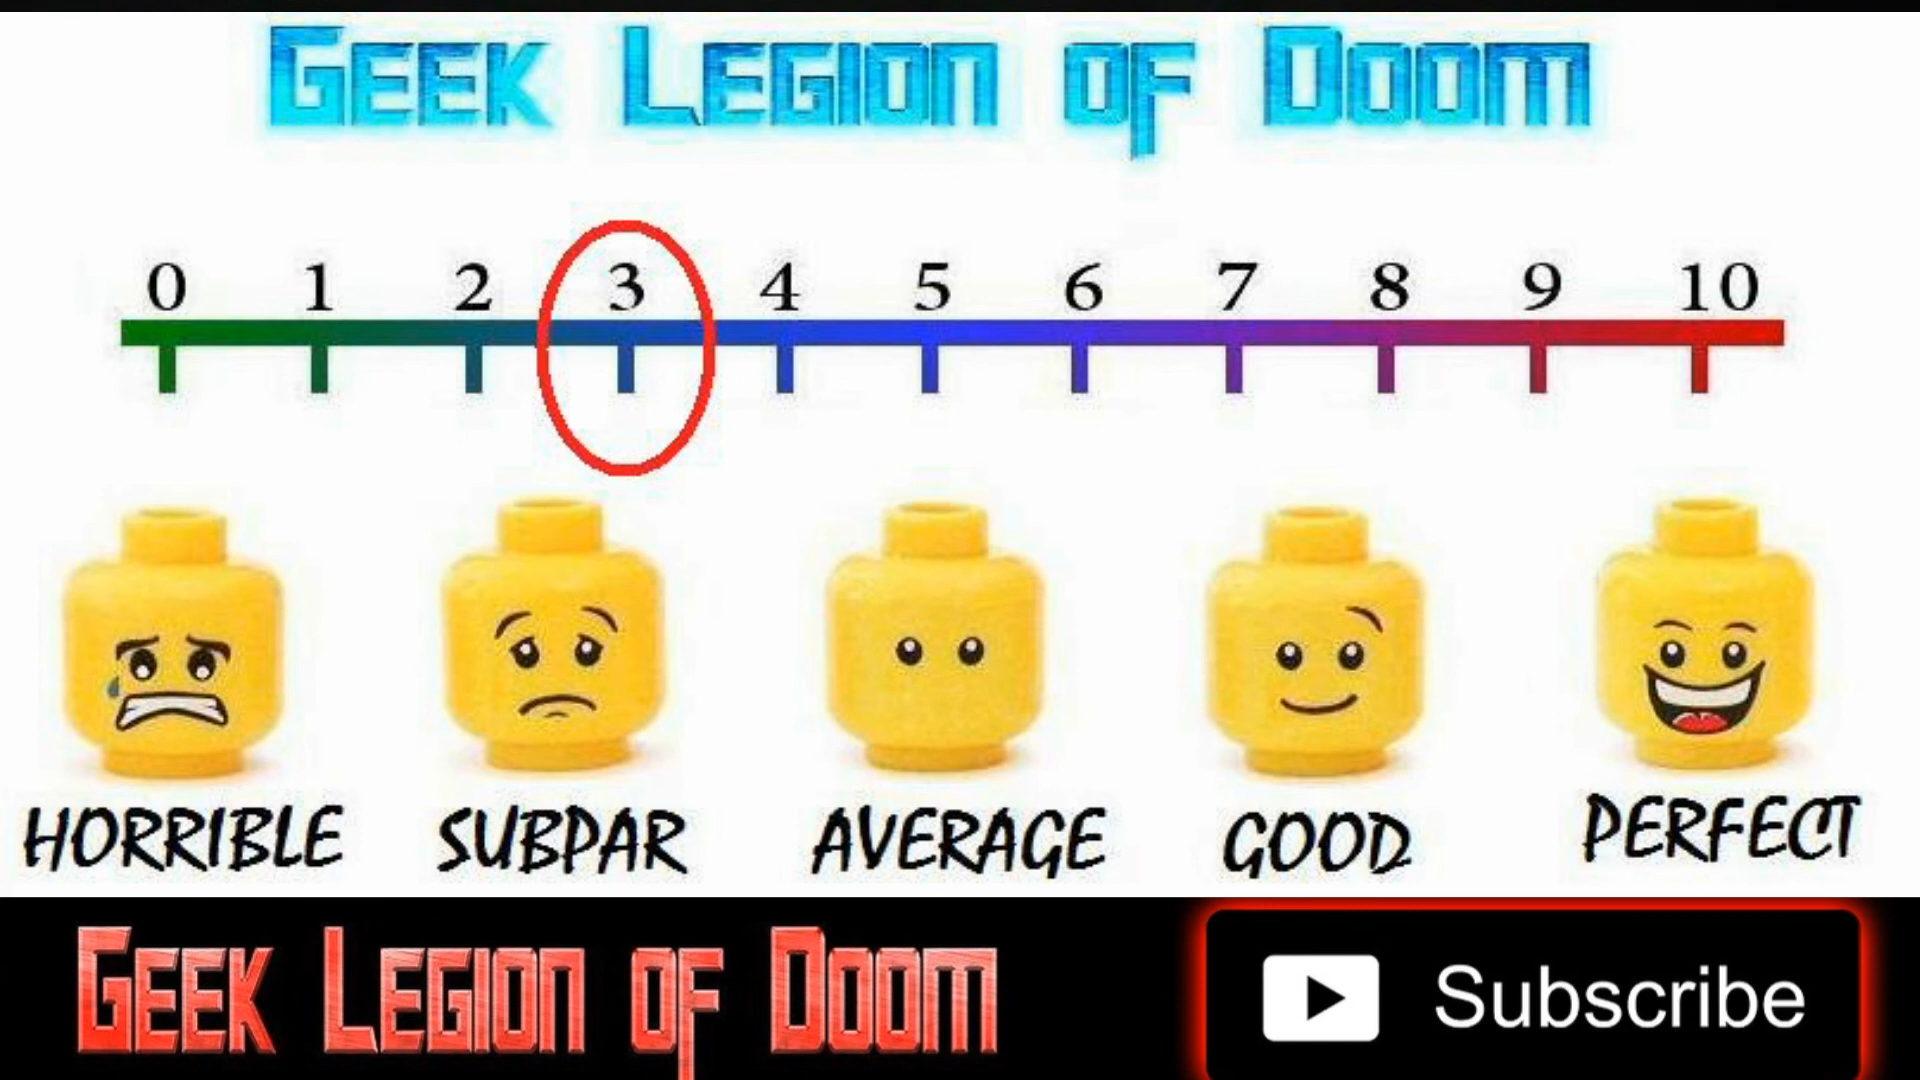 GEEK LEGION OF DOOM
0 1 2 3 4 5 6 7 8 9 10
HORRIBLE SUBPAR AVERAGE GOOD PERFECT
GEEK LEGION OF DOOM
Subscribe